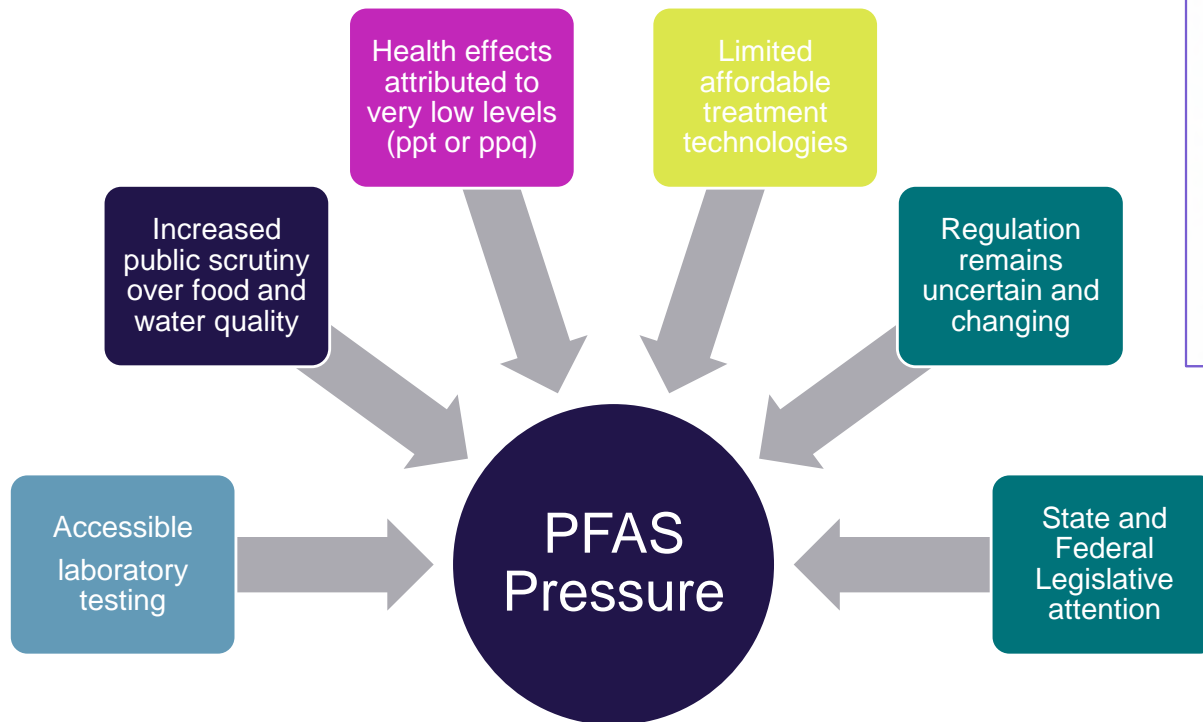 Health effects
attributed to
very low levels
(ppt or ppq)
Limited
affordable
treatment
technologies
Increased
public scrutiny
over food and
water quality
Regulation
remains
uncertain and
changing
Accessible
laboratory
testing
PFAS
Pressure
State and
Federal
Legislative
attention